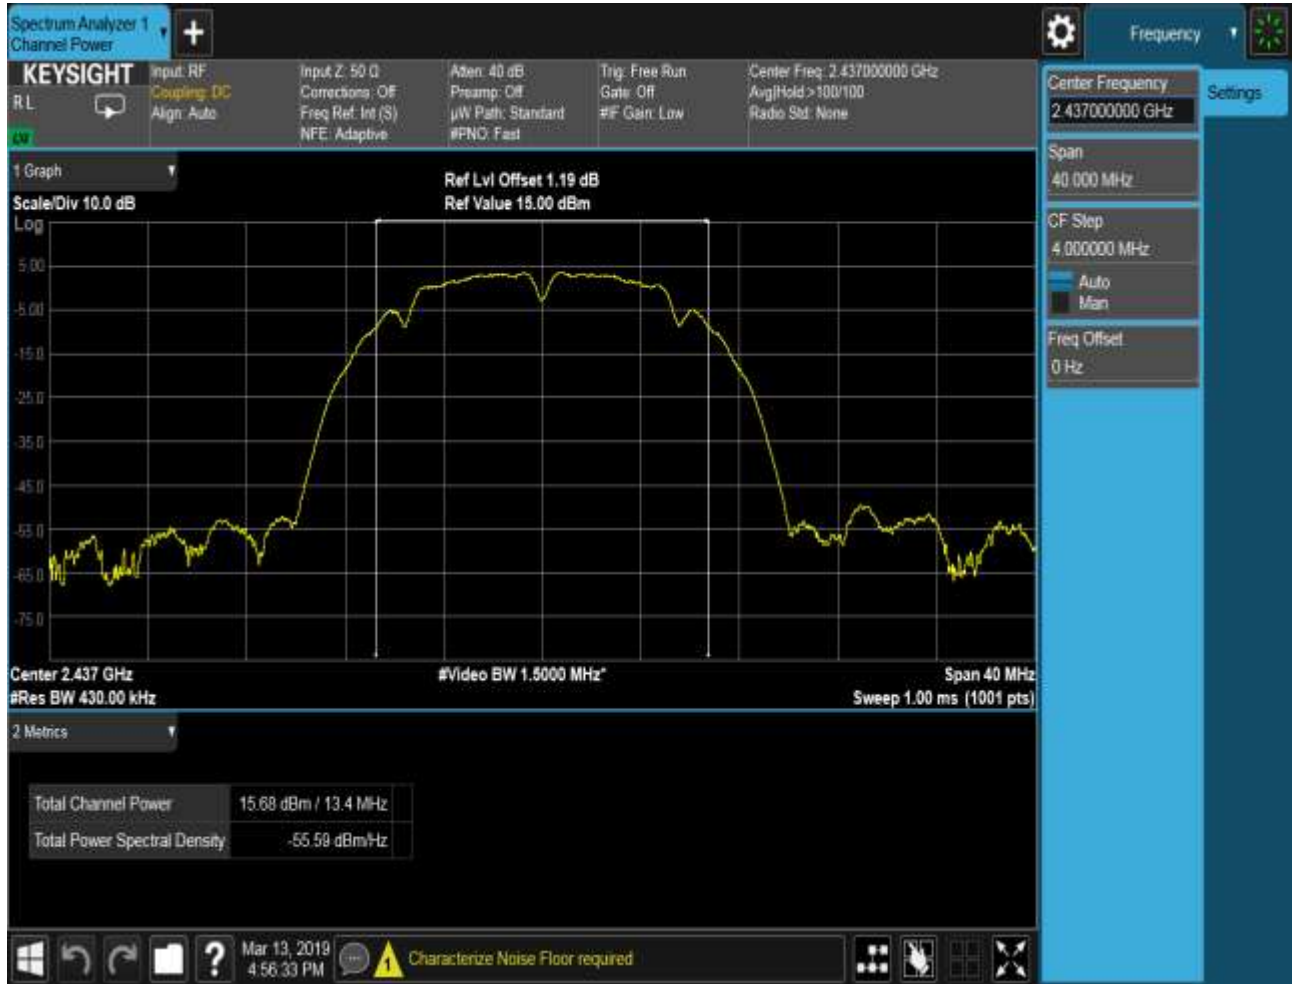 Spectrum Analyzer 1
Channel Power
Frequency
KEYSIGHT
RL
Input: RF
Coupling: DC
Align: Auto
Input Z: 50 Ω
Corrections: Off
Freq Ref: Int (S)
NFE: Adaptive
Atten: 40 dB
Preamp: Off
µW Path: Standard
#PNO: Fast
Trig: Free Run
Gate: Off
#IF Gain: Low
Center Freq: 2.437000000 GHz
Avg|Hold:>100/100
Radio Std: None
Center Frequency
2.437000000 GHz
Settings
Span
40.000 MHz
CF Step
4.000000 MHz
Auto
Man
Freq Offset
0 Hz
1 Graph
Scale/Div 10.0 dB
Ref Lvl Offset 1.19 dB
Ref Value 15.00 dBm
Log
5.00
-5.00
-15.0
-25.0
-35.0
-45.0
-55.0
-65.0
-75.0
Center 2.437 GHz
#Res BW 430.00 kHz
#Video BW 1.5000 MHz*
Span 40 MHz
Sweep 1.00 ms (1001 pts)
2 Metrics
Total Channel Power 15.68 dBm / 13.4 MHz
Total Power Spectral Density -55.59 dBm/Hz
?
Mar 13, 2019
4:56:33 PM
1
Characterize Noise Floor required